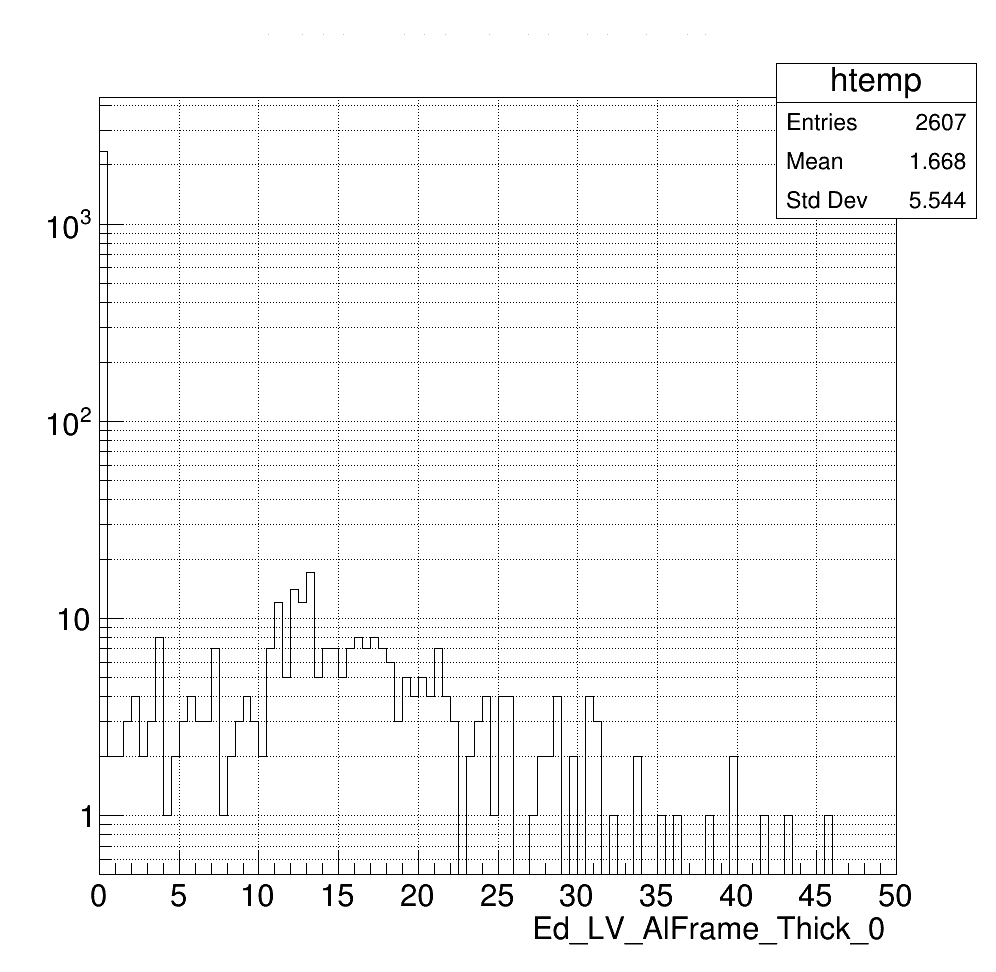 htemp
Entries 2607
Mean 1.668
Std Dev 5.544
10³
10²
10
1
0 5 10 15 20 25 30 35 40 45 50
Ed_LV_AlFrame_Thick_0